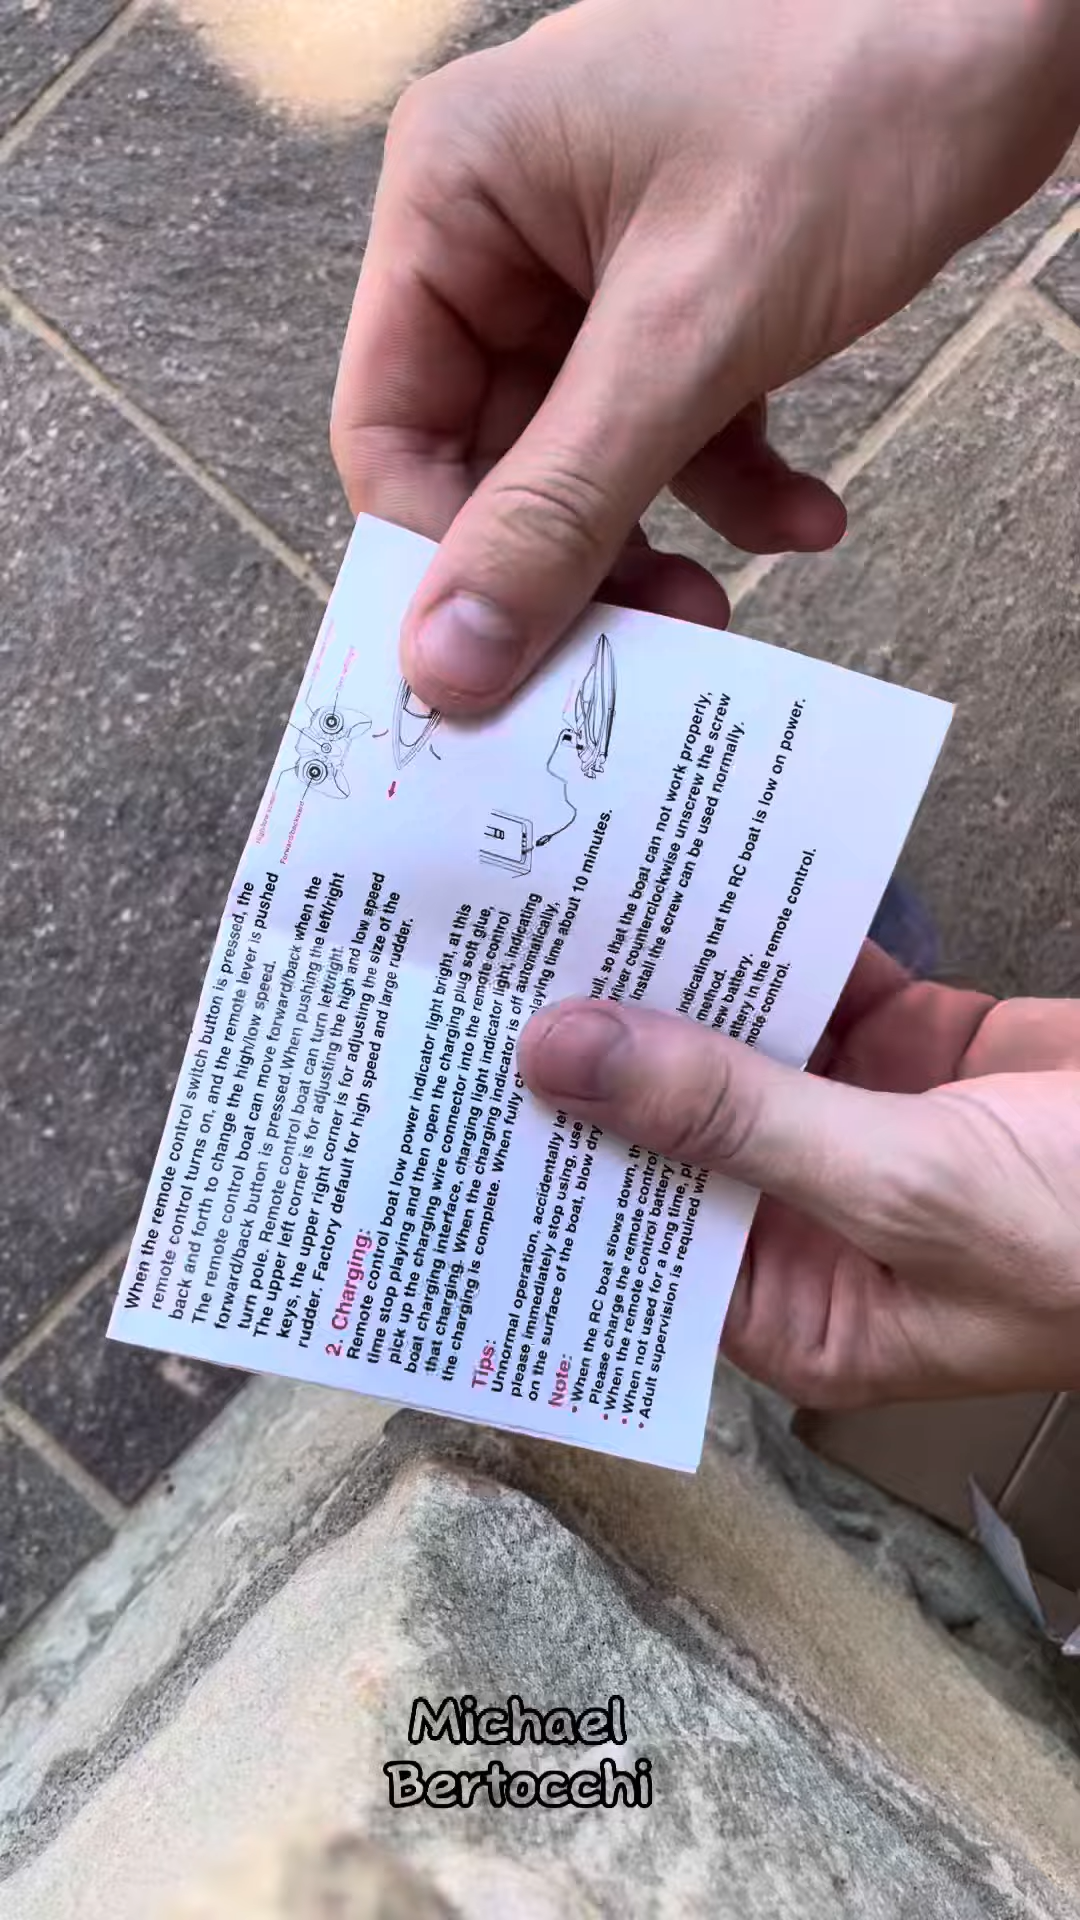 When the remote control switch button is pressed, the
remote control turns on, and the remote lever is pushed
back and forth to change the high/low speed.
The remote control boat can move forward/back when the
forward/back button is pressed.When pushing the left/right
turn pole. Remote control boat can turn left/right.
The upper left corner is for adjusting the high and low speed
keys, the upper right corner is for adjusting the size of the
rudder. Factory default for high speed and large rudder.
High/low speed
Forward/backward
2. Charging:
Remote control boat low power indicator light bright, at this
time stop playing and then open the charging plug soft glue,
pick up the charging wire connector into the remote control
boat charging interface, charging light indicator light, indicating
that charging. When the charging indicator is off automatically,
the charging is complete. When fully playing time about 10 minutes.
Tips:
Unnormal operation, accidentally hull, so that the boat can not work properly,
please immediately stop using, use driver counterclockwise unscrew the screw
on the surface of the boat, blow dry Install the screw can be used normally.
Note:
• When the RC boat slows down, indicating that the RC boat is low on power.
Please charge the remote control method.
• When the remote control battery new battery.
• When not used for a long time, battery in the remote control.
• Adult supervision is required remote control.
Michael
Bertocchi